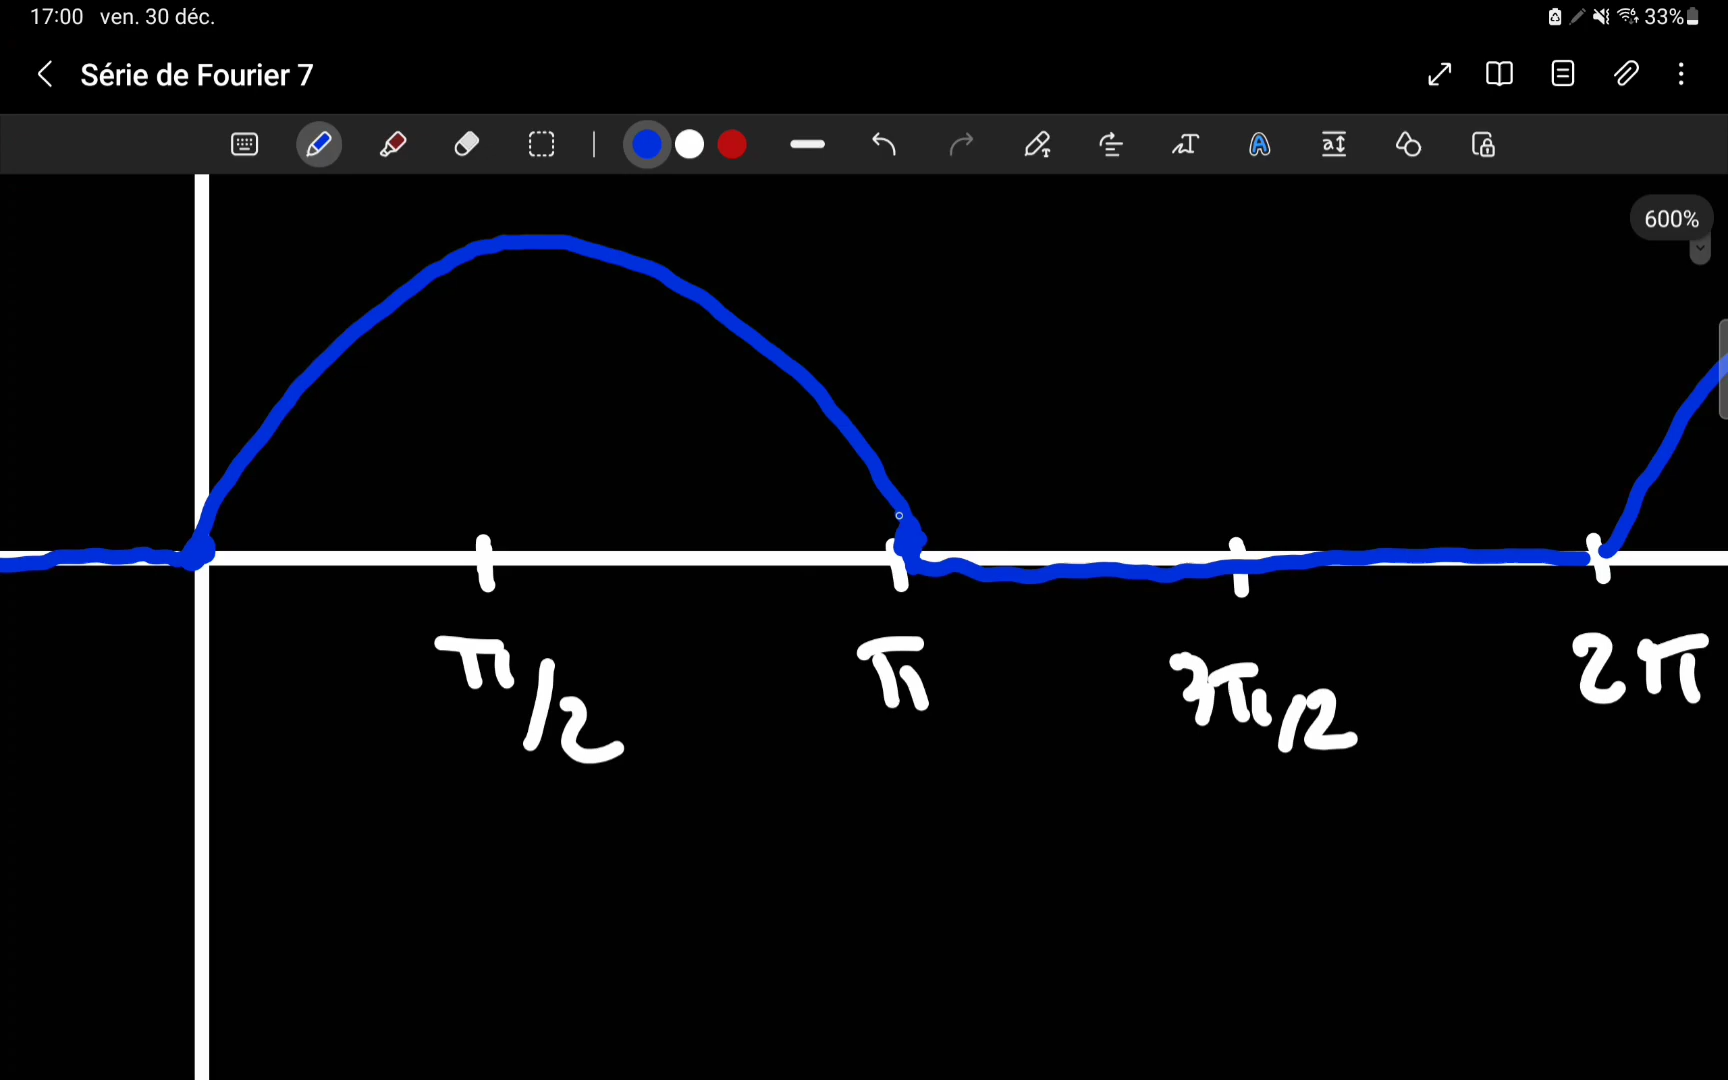 17:00 ven. 30 déc. 33%
Série de Fourier 7
600%
π/2 π 3π/2 2π